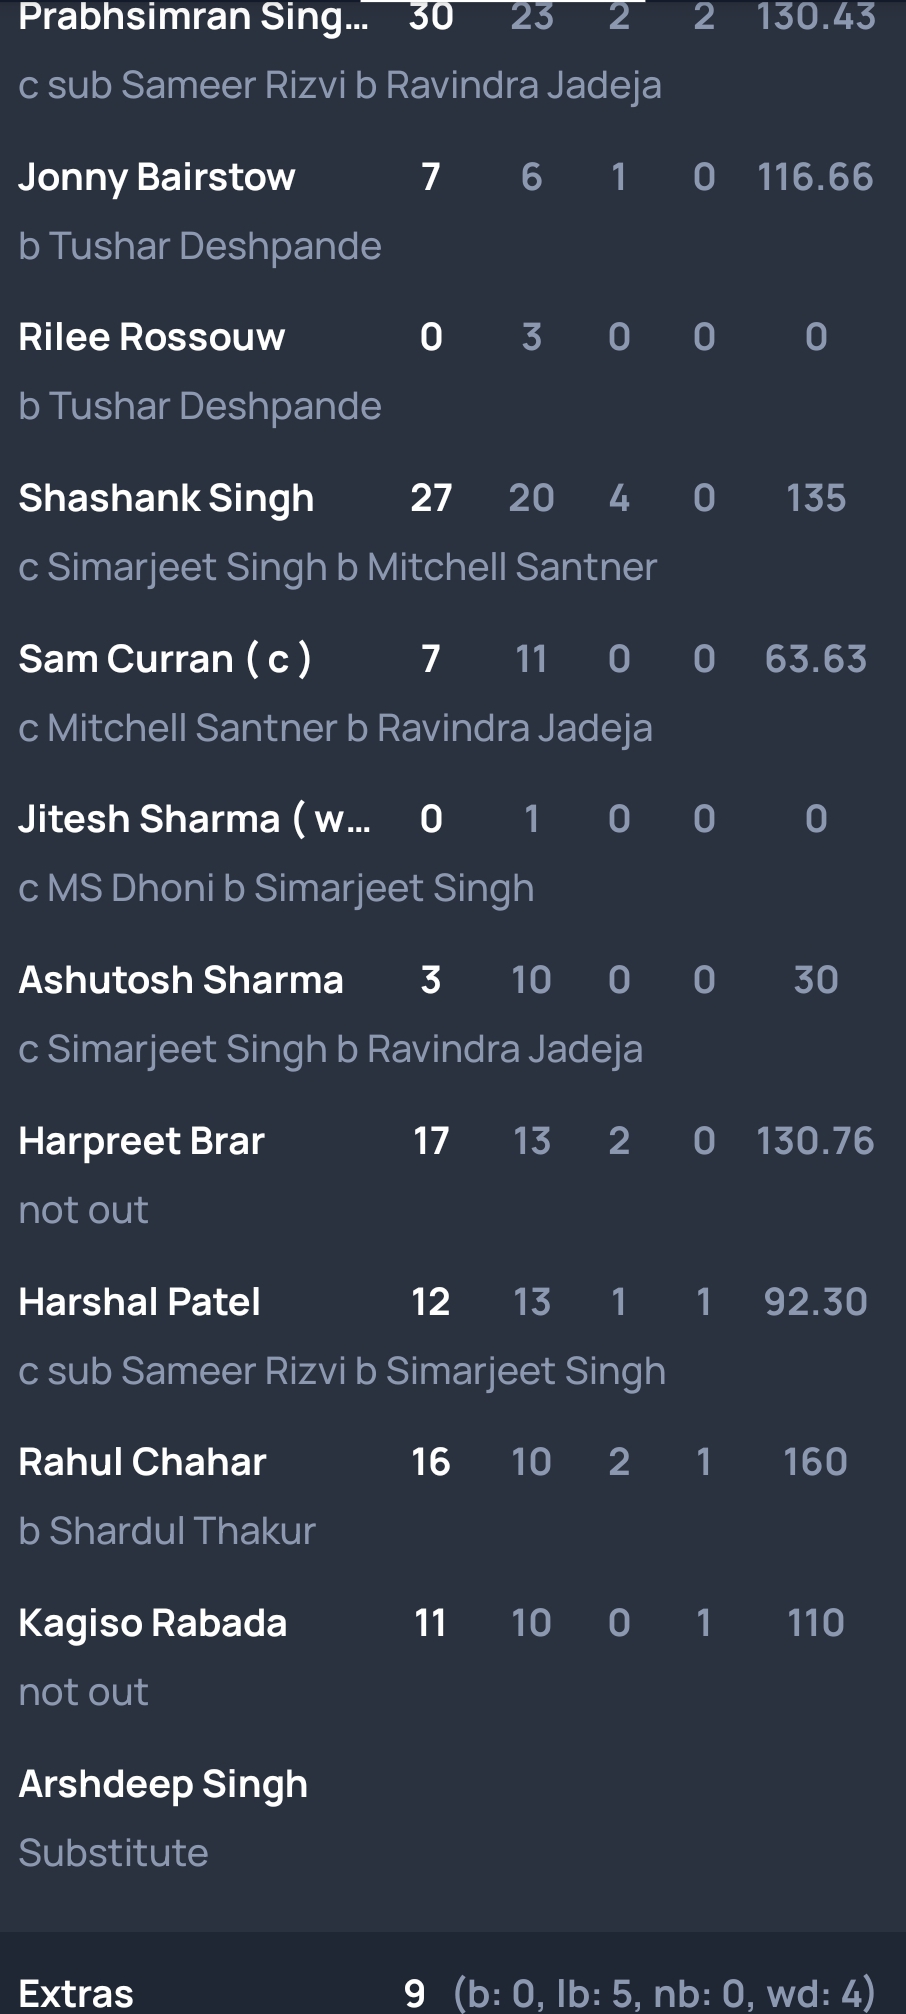 Prabhsimran Sing... 30 23 2 2 130.43
c sub Sameer Rizvi b Ravindra Jadeja
Jonny Bairstow 7 6 1 0 116.66
b Tushar Deshpande
Rilee Rossouw 0 3 0 0 0
b Tushar Deshpande
Shashank Singh 27 20 4 0 135
c Simarjeet Singh b Mitchell Santner
Sam Curran ( c ) 7 11 0 0 63.63
c Mitchell Santner b Ravindra Jadeja
Jitesh Sharma ( w... 0 1 0 0 0
c MS Dhoni b Simarjeet Singh
Ashutosh Sharma 3 10 0 0 30
c Simarjeet Singh b Ravindra Jadeja
Harpreet Brar 17 13 2 0 130.76
not out
Harshal Patel 12 13 1 1 92.30
c sub Sameer Rizvi b Simarjeet Singh
Rahul Chahar 16 10 2 1 160
b Shardul Thakur
Kagiso Rabada 11 10 0 1 110
not out
Arshdeep Singh
Substitute
Extras 9 (b: 0, lb: 5, nb: 0, wd: 4)